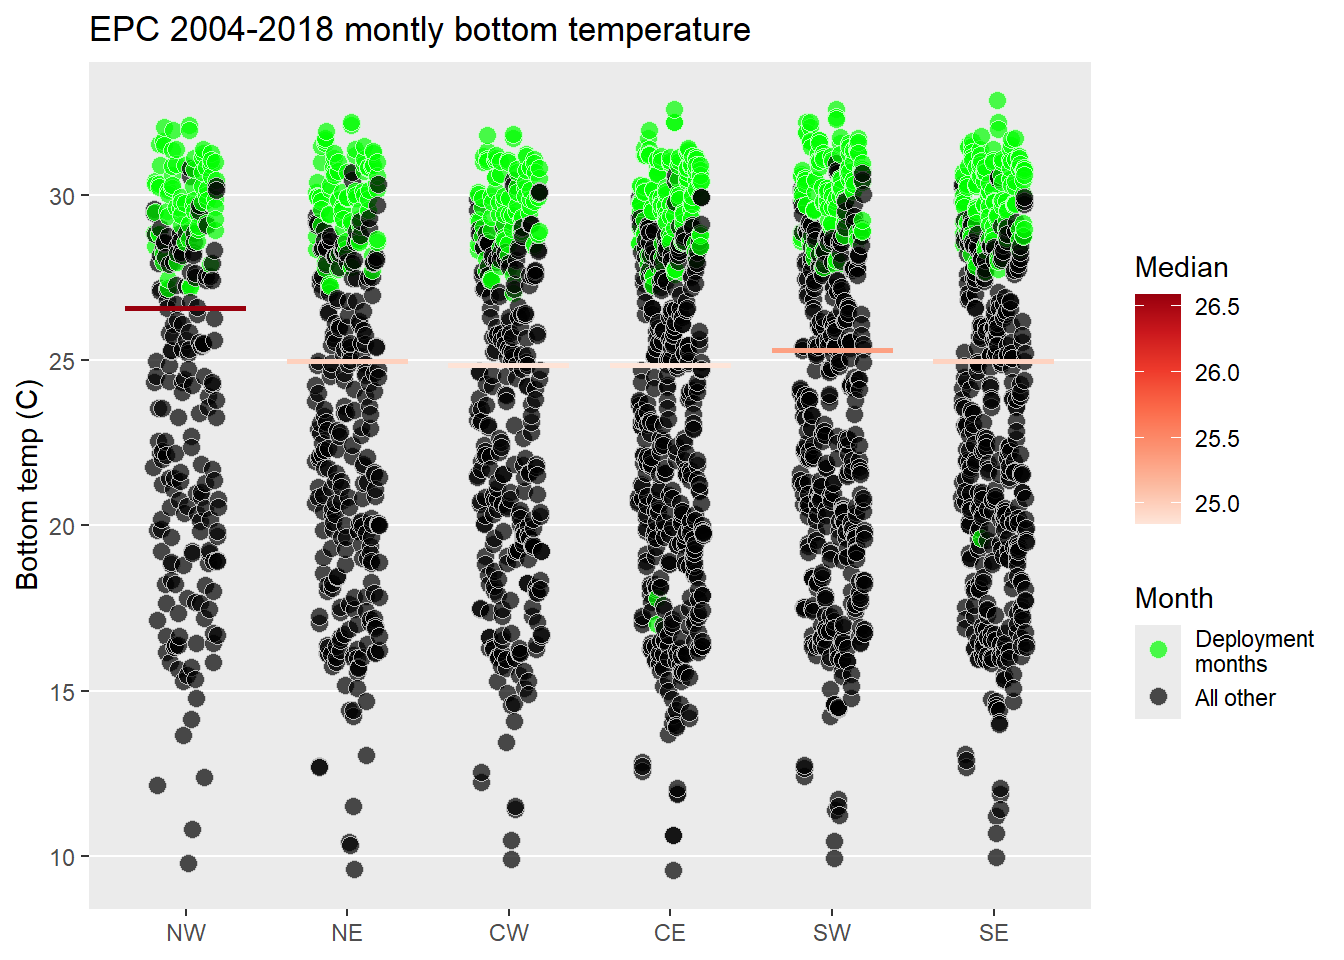 EPC 2004-2018 montly bottom temperature
Bottom temp (C)
30
25
20
15
10
NW
NE
CW
CE
SW
SE
Median
26.5
26.0
25.5
25.0
Month
Deployment
months
All other